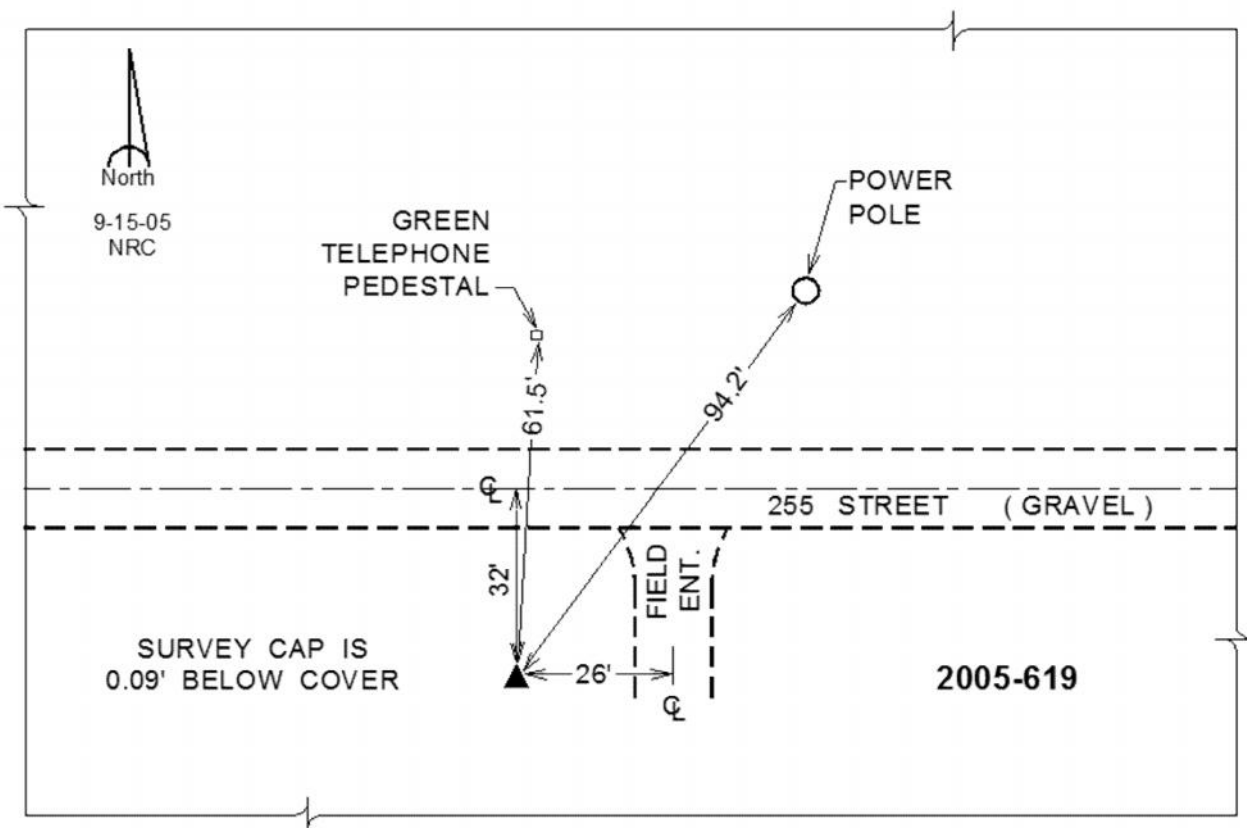 North
9-15-05
NRC
GREEN
TELEPHONE
PEDESTAL
POWER
POLE
61.5'
94.2'
℄
255 STREET (GRAVEL)
32'
FIELD
ENT.
SURVEY CAP IS
0.09' BELOW COVER
26'
℄
2005-619